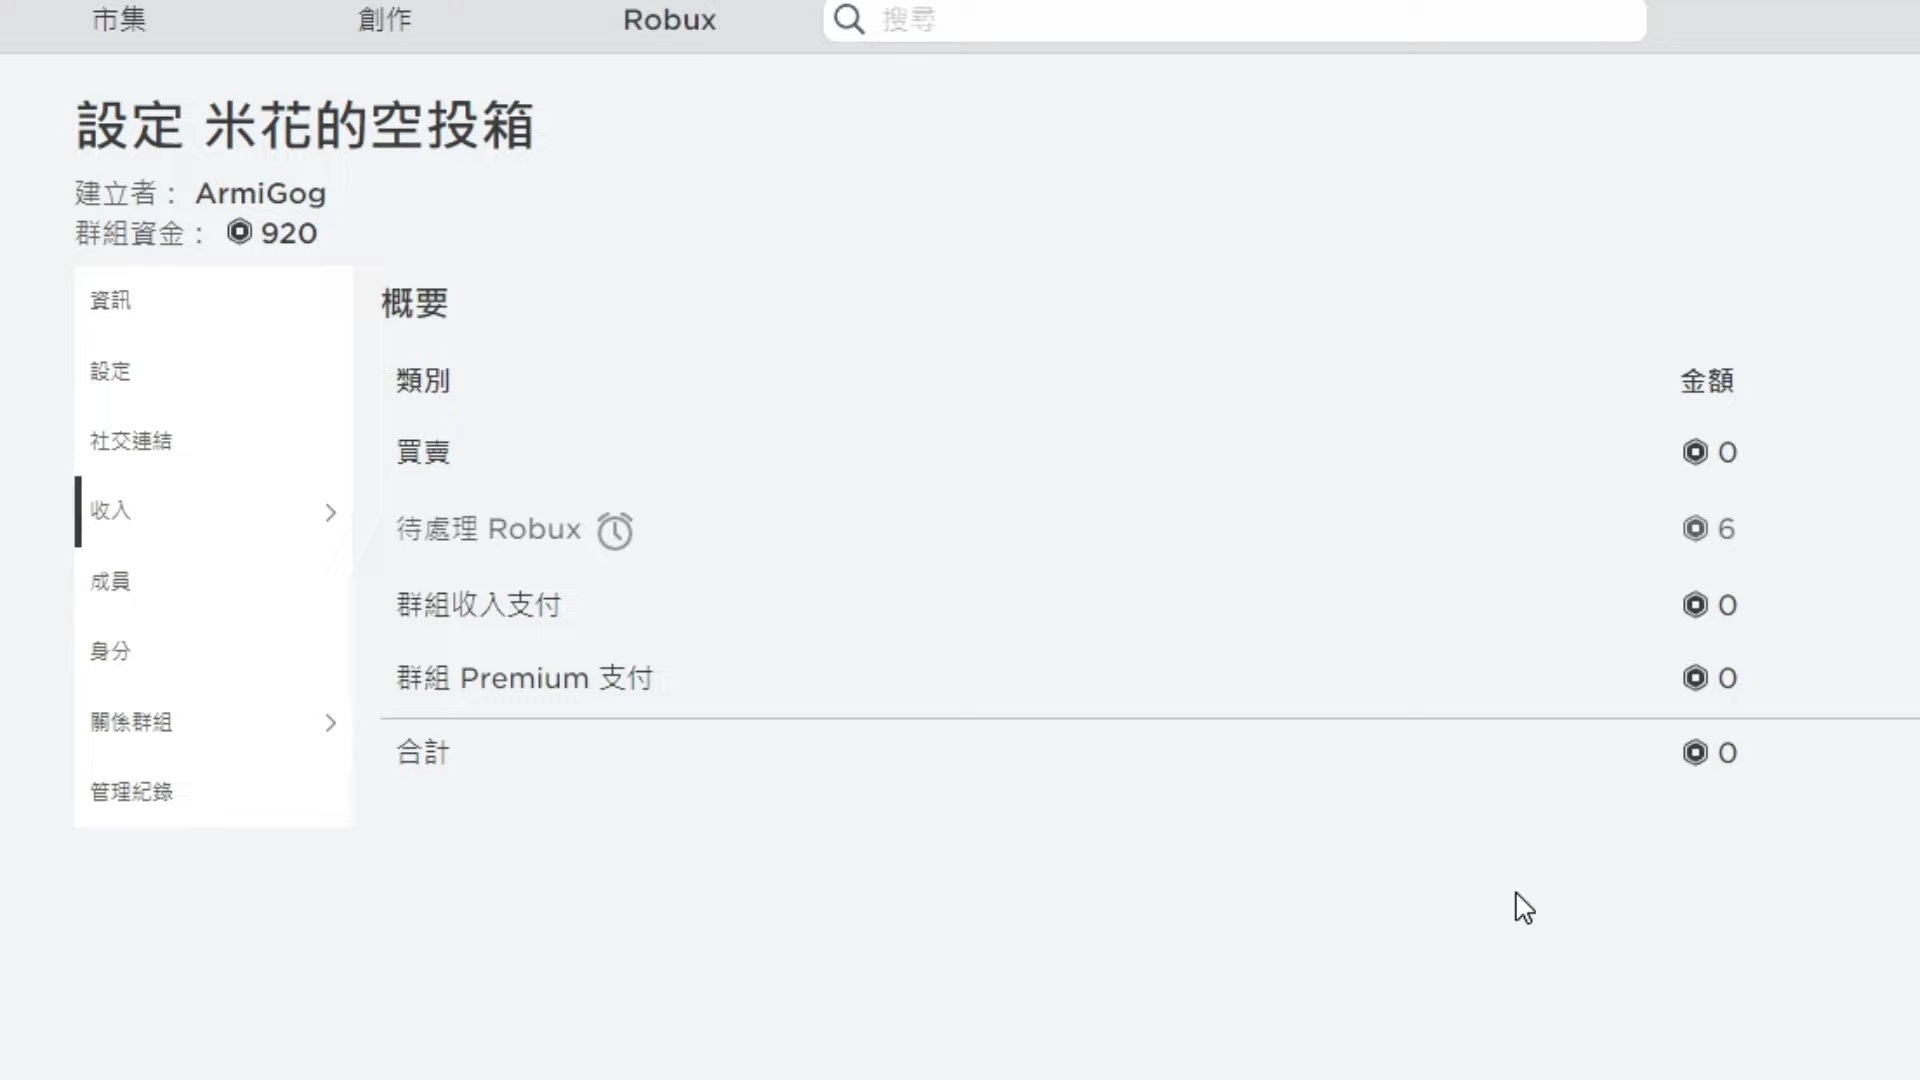 市集 創作 Robux 搜尋
設定 米花的空投箱
建立者： ArmiGog
群組資金： 920
資訊
設定
社交連結
收入
成員
身分
關係群組
管理紀錄
概要
類別 金額
買賣 0
待處理 Robux 6
群組收入支付 0
群組 Premium 支付 0
合計 0